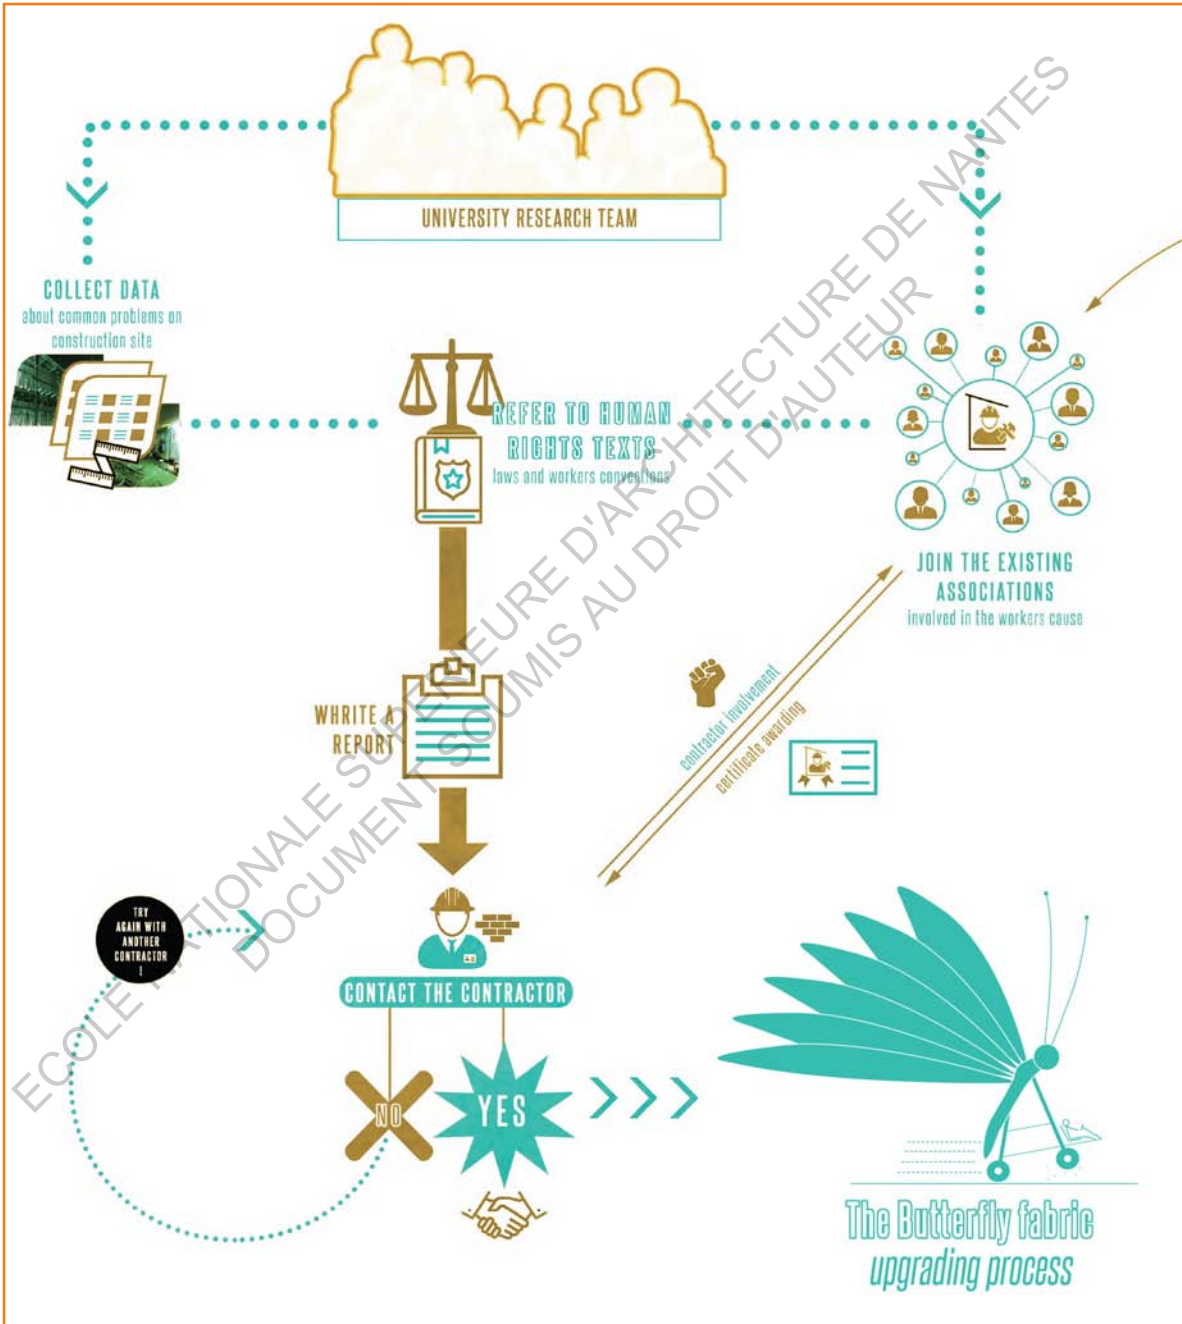 UNIVERSITY RESEARCH TEAM
COLLECT DATA
about common problems on
construction site
REFER TO HUMAN
RIGHTS TEXTS
laws and workers conventions
JOIN THE EXISTING
ASSOCIATIONS
involved in the workers cause
WHRITE A
REPORT
contractor involvement
certificate awarding
TRY
AGAIN WITH
ANOTHER
CONTRACTOR
!
CONTACT THE CONTRACTOR
NO
YES
The Butterfly fabric
upgrading process
ECOLE NATIONALE SUPERIEURE D'ARCHITECTURE DE NANTES
DOCUMENT SOUMIS AU DROIT D'AUTEUR